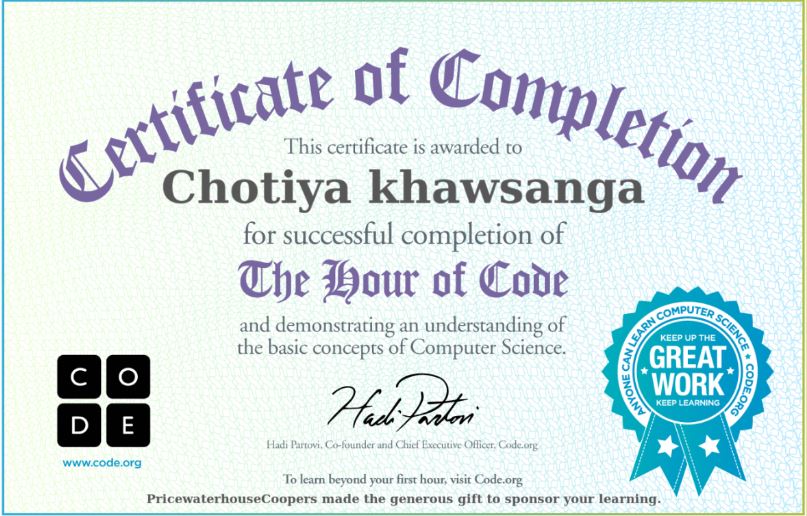 Certificate of Completion
This certificate is awarded to
Chotiya khawsanga
for successful completion of
The Hour of Code
and demonstrating an understanding of
the basic concepts of Computer Science.
C O
D E
www.code.org
Hadi Partovi
Hadi Partovi, Co-founder and Chief Executive Officer, Code.org
ANYONE CAN LEARN COMPUTER SCIENCE ★ CODE.ORG ★
KEEP UP THE
GREAT
WORK
KEEP LEARNING
To learn beyond your first hour, visit Code.org
PricewaterhouseCoopers made the generous gift to sponsor your learning.